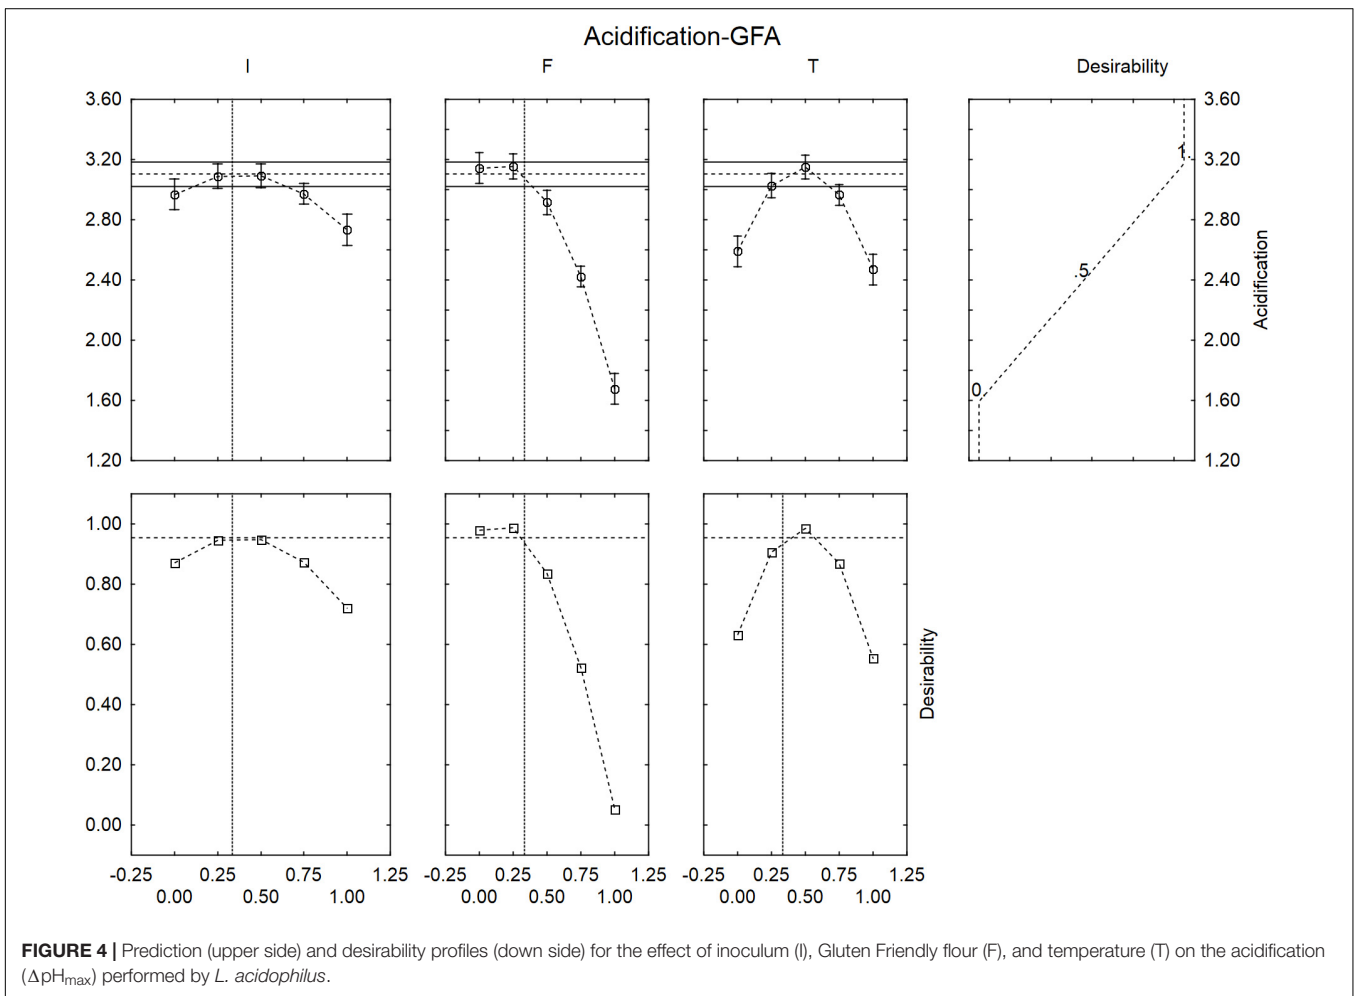 Acidification-GFA
I F T Desirability
3.60 3.60
3.20 1. 3.20
2.80 2.80
2.40 .5 2.40
2.00 2.00
1.60 0 1.60
1.20 1.20
Acidification
1.00
0.80
0.60
0.40
0.20
0.00
Desirability
-0.25 0.25 0.75 1.25 -0.25 0.25 0.75 1.25 -0.25 0.25 0.75 1.25
0.00 0.50 1.00 0.00 0.50 1.00 0.00 0.50 1.00
FIGURE 4 | Prediction (upper side) and desirability profiles (down side) for the effect of inoculum (I), Gluten Friendly flour (F), and temperature (T) on the acidification
(ΔpHmax) performed by L. acidophilus.